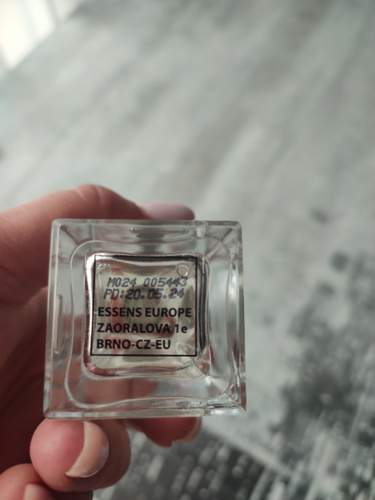 M024 005443
PD:20.05.24
ESSENS EUROPE
ZAORALOVA 1e
BRNO-CZ-EU